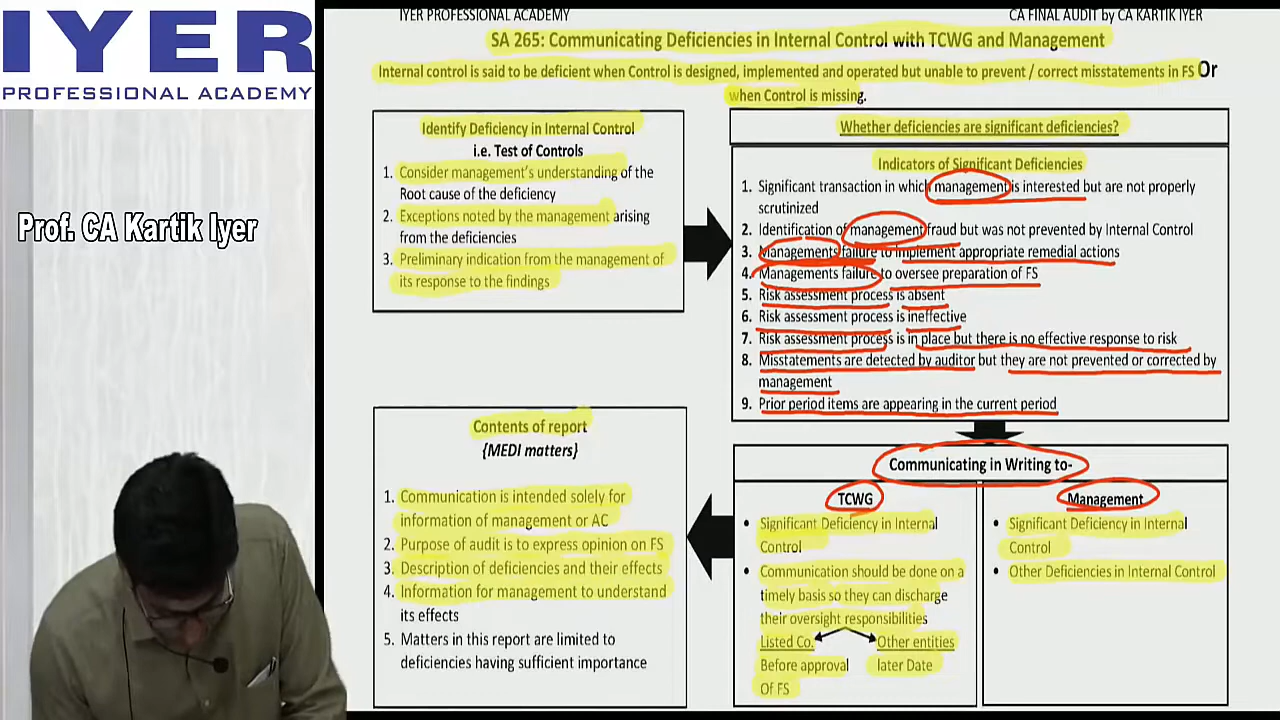 IYER
PROFESSIONAL ACADEMY
Prof. CA Kartik Iyer
IYER PROFESSIONAL ACADEMY
CA FINAL AUDIT by CA KARTIK IYER
SA 265: Communicating Deficiencies in Internal Control with TCWG and Management
Internal control is said to be deficient when Control is designed, implemented and operated but unable to prevent / correct misstatements in FS Or
when Control is missing.
Identify Deficiency in Internal Control
i.e. Test of Controls
1. Consider management's understanding of the
Root cause of the deficiency
2. Exceptions noted by the management arising
from the deficiencies
3. Preliminary indication from the management of
its response to the findings
Whether deficiencies are significant deficiencies?
Indicators of Significant Deficiencies
1. Significant transaction in which management is interested but are not properly
scrutinized
2. Identification of management fraud but was not prevented by Internal Control
3. Managements failure to implement appropriate remedial actions
4. Managements failure to oversee preparation of FS
5. Risk assessment process is absent
6. Risk assessment process is ineffective
7. Risk assessment process is in place but there is no effective response to risk
8. Misstatements are detected by auditor but they are not prevented or corrected by
management
9. Prior period items are appearing in the current period
Communicating in Writing to-
TCWG
• Significant Deficiency in Internal
Control
• Communication should be done on a
timely basis so they can discharge
their oversight responsibilities
Listed Co. Other entities
Before approval later Date
Of FS
Management
• Significant Deficiency in Internal
Control
• Other Deficiencies in Internal Control
Contents of report
{MEDI matters}
1. Communication is intended solely for
information of management or AC
2. Purpose of audit is to express opinion on FS
3. Description of deficiencies and their effects
4. Information for management to understand
its effects
5. Matters in this report are limited to
deficiencies having sufficient importance